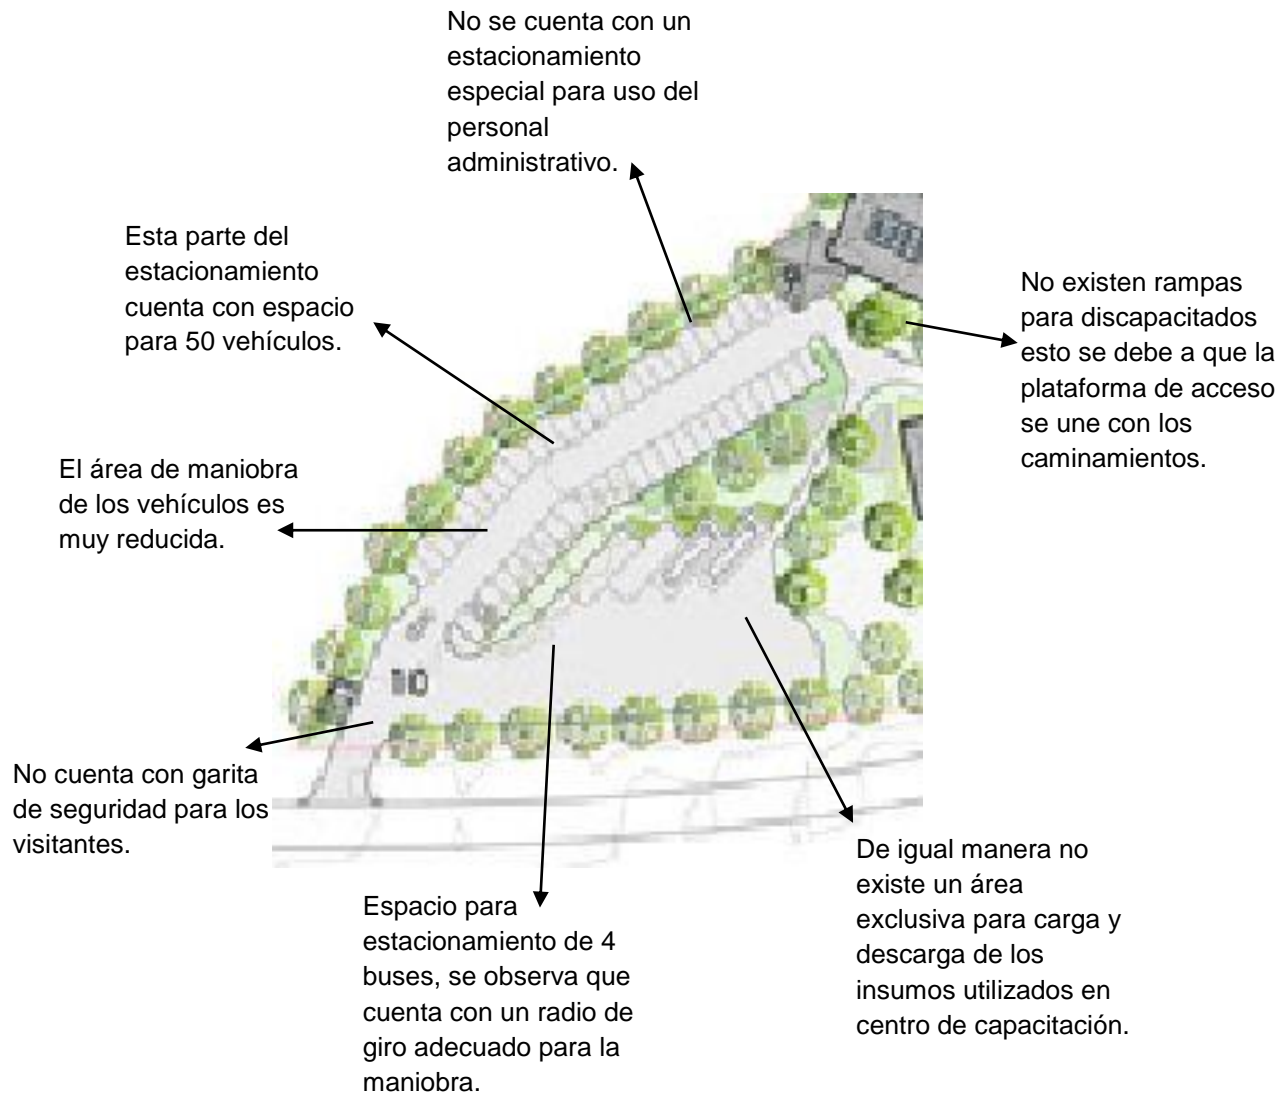 No se cuenta con un
estacionamiento
especial para uso del
personal
administrativo.
Esta parte del
estacionamiento
cuenta con espacio
para 50 vehículos.
No existen rampas
para discapacitados
esto se debe a que la
plataforma de acceso
se une con los
caminamientos.
El área de maniobra
de los vehículos es
muy reducida.
No cuenta con garita
de seguridad para los
visitantes.
Espacio para
estacionamiento de 4
buses, se observa que
cuenta con un radio de
giro adecuado para la
maniobra.
De igual manera no
existe un área
exclusiva para carga y
descarga de los
insumos utilizados en
centro de capacitación.